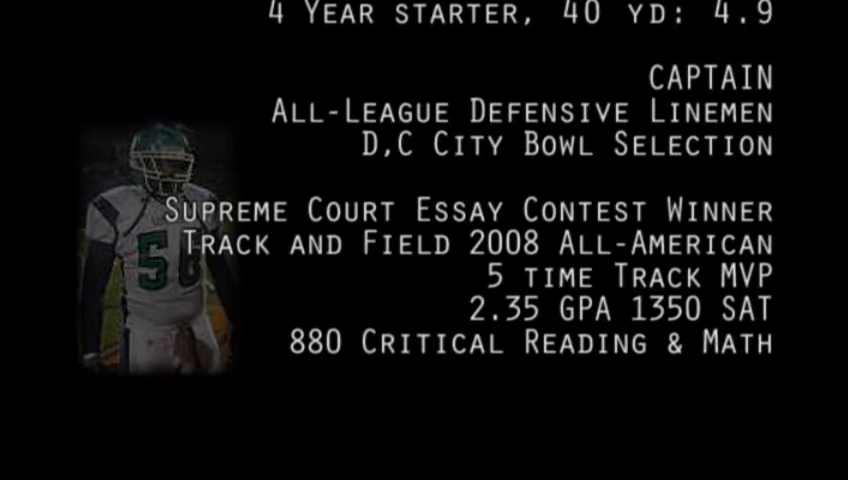 4 YEAR STARTER, 40 YD: 4.9
CAPTAIN
ALL-LEAGUE DEFENSIVE LINEMEN
D,C CITY BOWL SELECTION
SUPREME COURT ESSAY CONTEST WINNER
TRACK AND FIELD 2008 ALL-AMERICAN
5 TIME TRACK MVP
2.35 GPA 1350 SAT
880 CRITICAL READING & MATH